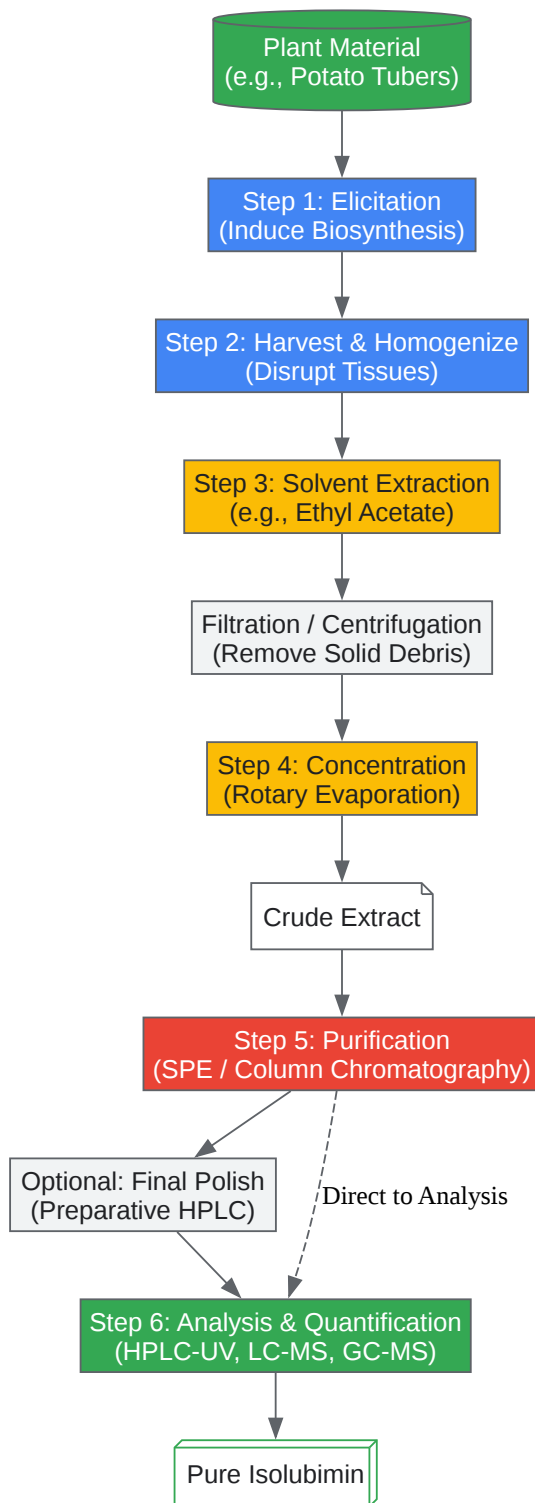 Plant Material
(e.g., Potato Tubers)
Step 1: Elicitation
(Induce Biosynthesis)
Step 2: Harvest & Homogenize
(Disrupt Tissues)
Step 3: Solvent Extraction
(e.g., Ethyl Acetate)
Filtration / Centrifugation
(Remove Solid Debris)
Step 4: Concentration
(Rotary Evaporation)
Crude Extract
Step 5: Purification
(SPE / Column Chromatography)
Optional: Final Polish
(Preparative HPLC)
Direct to Analysis
Step 6: Analysis & Quantification
(HPLC-UV, LC-MS, GC-MS)
Pure Isolubimin